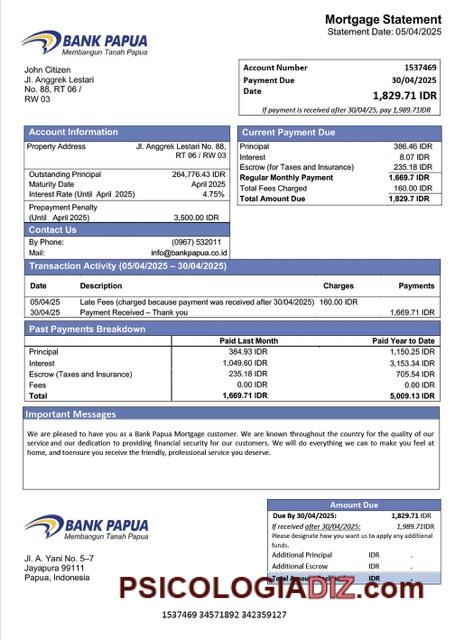 Mortgage Statement
Statement Date: 05/04/2025
BANK PAPUA
Membangun Tanah Papua
John Citizen
Jl. Anggrek Lestari
No. 88, RT 06 /
RW 03
Account Number 1537469
Payment Due Date 30/04/2025
1,829.71 IDR
If payment is received after 30/04/25, pay 1,989.71IDR
Account Information
Property Address Jl. Anggrek Lestari No. 88,
RT 06 / RW 03
Outstanding Principal 264,776.43 IDR
Maturity Date April 2025
Interest Rate (Until April 2025) 4.75%
Prepayment Penalty
(Until April 2025) 3,500.00 IDR
Contact Us
By Phone: (0967) 532011
Mail: info@bankpapua.co.id
Current Payment Due
Principal 386.46 IDR
Interest 8.07 IDR
Escrow (for Taxes and Insurance) 235.18 IDR
Regular Monthly Payment 1,669.7 IDR
Total Fees Charged 160.00 IDR
Total Amount Due 1,829.7 IDR
Transaction Activity (05/04/2025 – 30/04/2025)
Date Description Charges Payments
05/04/25 Late Fees (charged because payment was received after 30/04/2025) 160.00 IDR
30/04/25 Payment Received – Thank you 1,669.71 IDR
Past Payments Breakdown
Paid Last Month Paid Year to Date
Principal 384.93 IDR 1,150.25 IDR
Interest 1,049.60 IDR 3,153.34 IDR
Escrow (Taxes and Insurance) 235.18 IDR 705.54 IDR
Fees 0.00 IDR 0.00 IDR
Total 1,669.71 IDR 5,009.13 IDR
Important Messages
We are pleased to have you as a Bank Papua Mortgage customer. We are known throughout the country for the quality of our
service and our dedication to providing financial security for our customers. We will do everything we can to make you feel at
home, and toensure you receive the friendly, professional service you deserve.
BANK PAPUA
Membangun Tanah Papua
Jl. A. Yani No. 5–7
Jayapura 99111
Papua, Indonesia
Amount Due
Due By 30/04/2025: 1,829.71 IDR
If received after 30/04/2025: 1,989.71IDR
Please designate how you want us to apply any additional
funds.
Additional Principal IDR .
Additional Escrow IDR .
Total Amount IDR .
PSICOLOGIADIZ.com
1537469 34571892 342359127